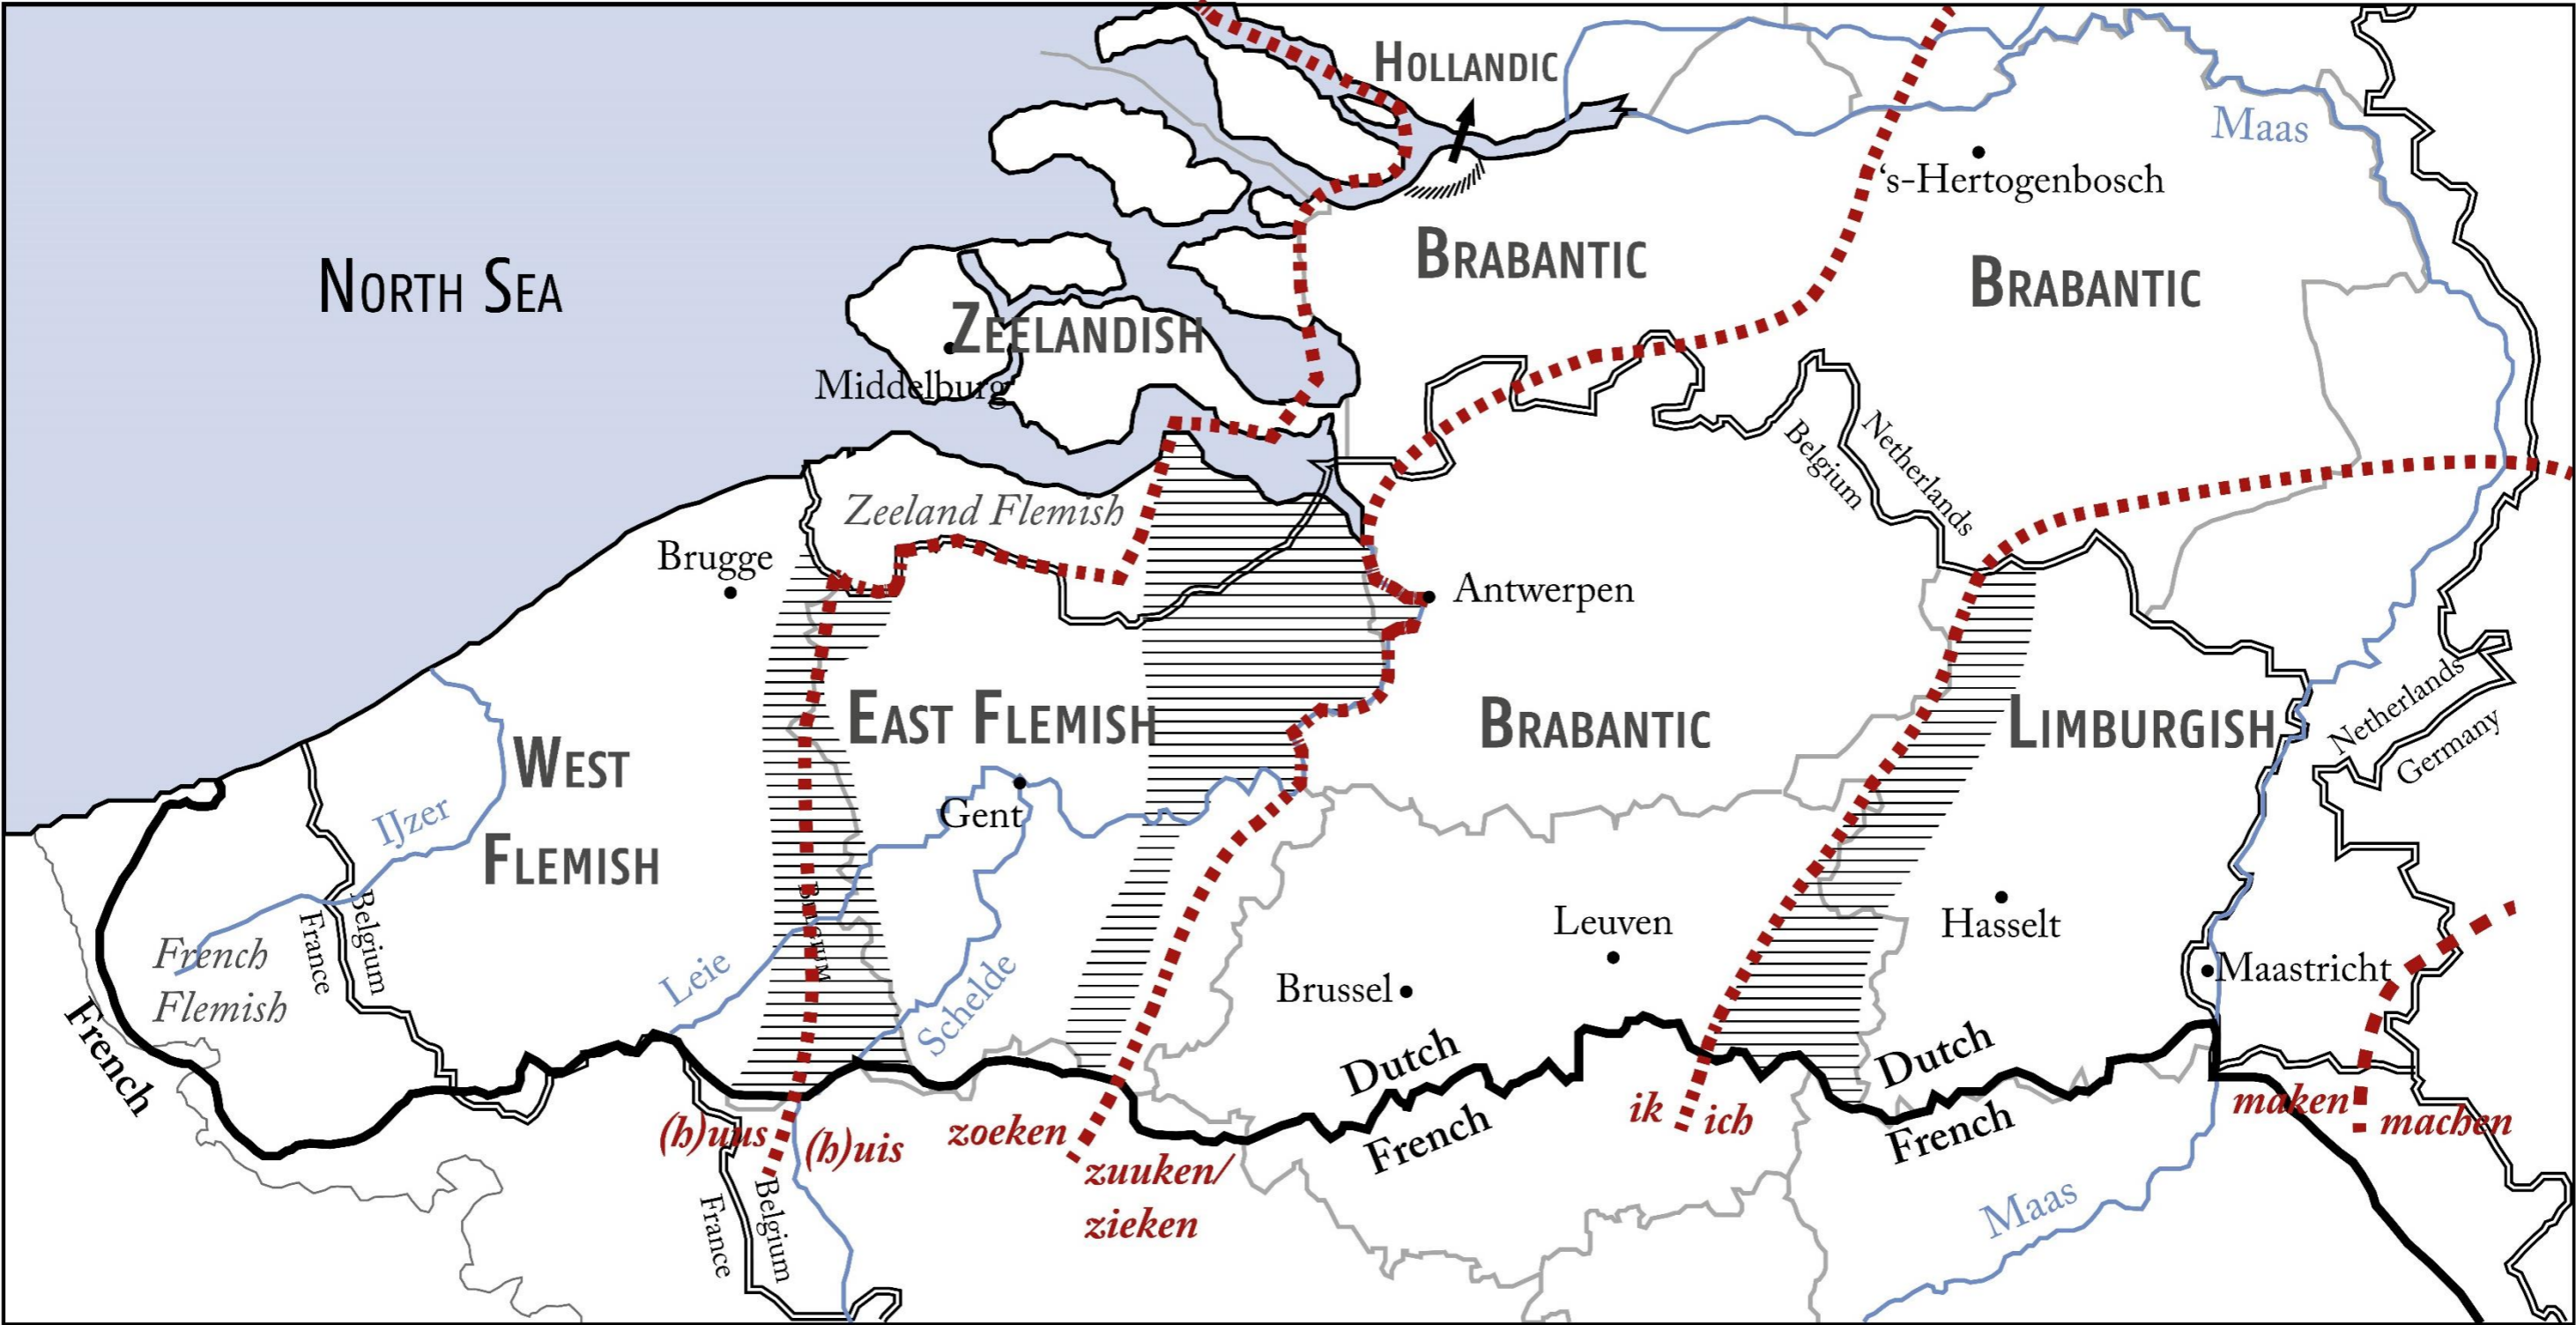 HOLLANDIC
Maas
's-Hertogenbosch
BRABANTIC
BRABANTIC
NORTH SEA
ZEELANDISH
Middelburg
Belgium
Netherlands
Zeeland Flemish
Brugge
Antwerpen
EAST FLEMISH
BRABANTIC
LIMBURGISH
Netherlands
Germany
WEST
FLEMISH
IJzer
Gent
BELGIUM
Leuven
Hasselt
Brussel
Maastricht
Leie
Schelde
France
Belgium
French
Flemish
French
Dutch
French
Dutch
French
(h)uus
(h)uis
zoeken
zuuken/
zieken
ik
ich
maken
machen
France
Belgium
Maas